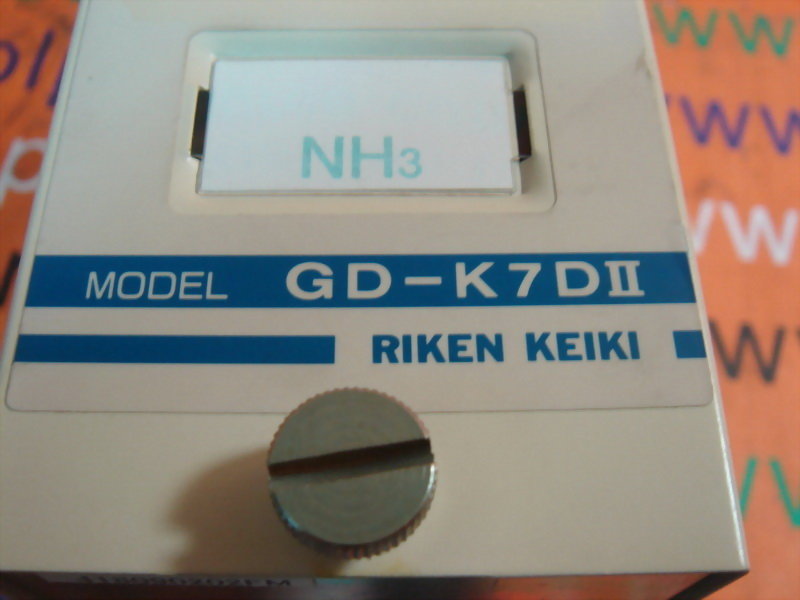 NH3
MODEL GD-K7DII
RIKEN KEIKI